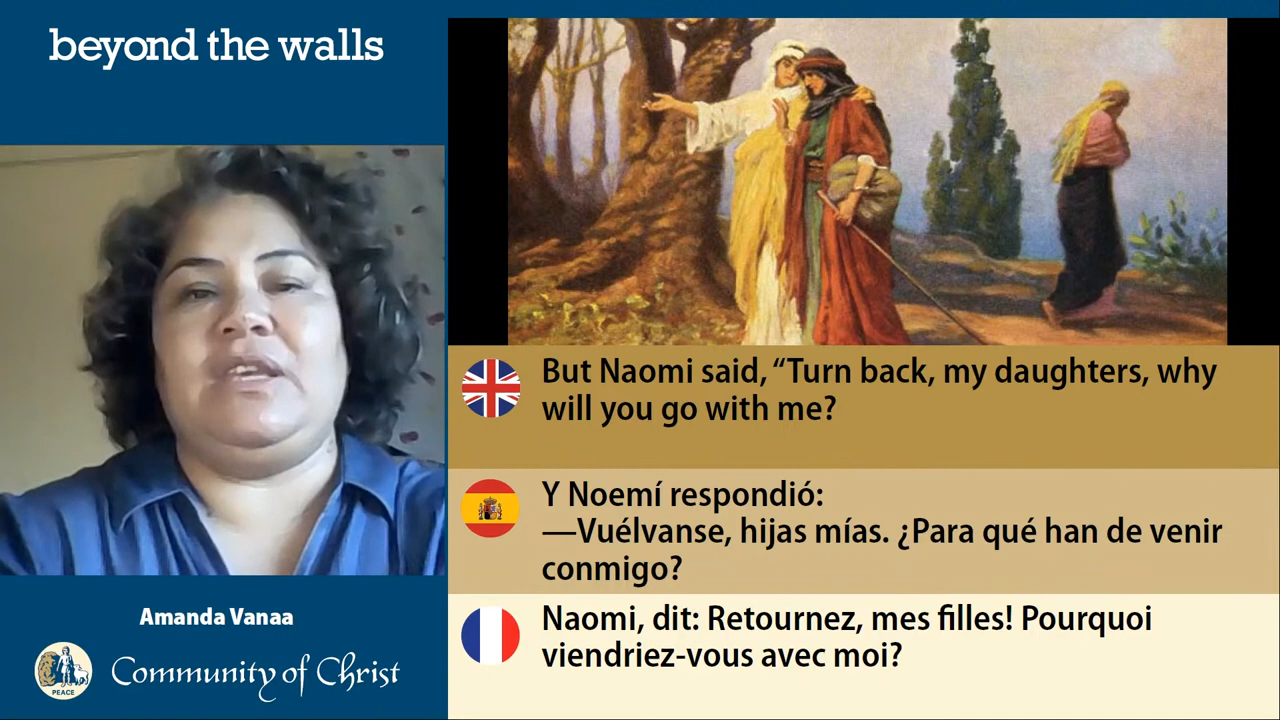 beyond the walls
But Naomi said, “Turn back, my daughters, why
will you go with me?
Y Noemí respondió:
—Vuélvanse, hijas mías. ¿Para qué han de venir
conmigo?
Naomi, dit: Retournez, mes filles! Pourquoi
viendriez-vous avec moi?
Amanda Vanaa
PEACE
Community of Christ